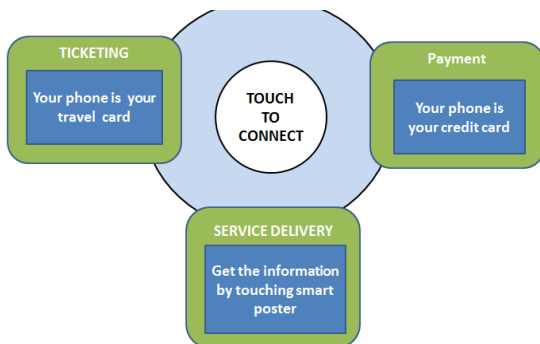 TICKETING
Your phone is your
travel card
TOUCH
TO
CONNECT
Payment
Your phone is
your credit card
SERVICE DELIVERY
Get the information
by touching smart
poster